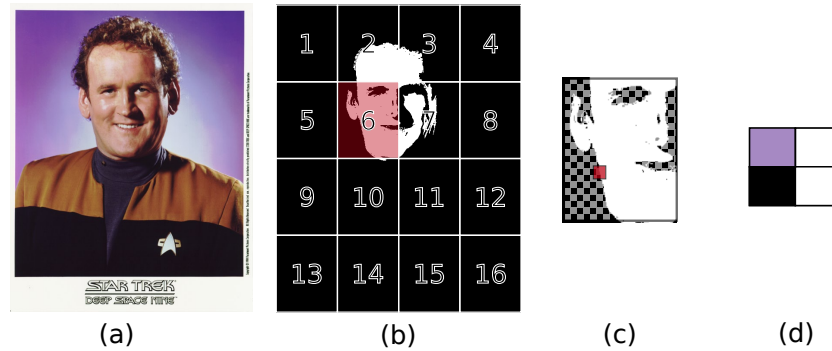 1 2 3 4
5 6 7 8
9 10 11 12
13 14 15 16
STAR TREK
DEEP SPACE NINE
(a) (b) (c) (d)